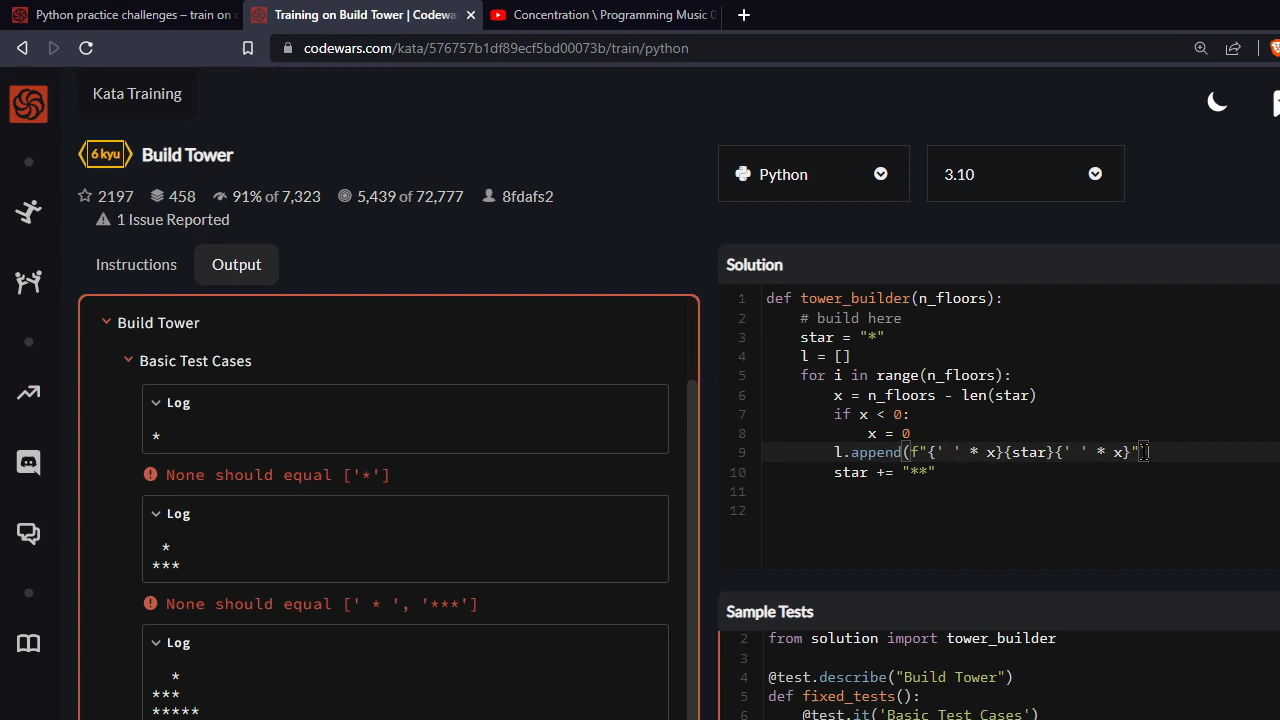 Python practice challenges – train on c
Training on Build Tower | Codewa
Concentration \ Programming Music 0
codewars.com/kata/576757b1df89ecf5bd00073b/train/python
Kata Training
6 kyu Build Tower
2197 458 91% of 7,323 5,439 of 72,777 8fdafs2
1 Issue Reported
Python 3.10
Instructions Output
Build Tower
Basic Test Cases
Log
*
None should equal ['*']
Log
 *
***
None should equal [' * ', '***']
Log
  *
***
*****
Solution
1 def tower_builder(n_floors):
2     # build here
3     star = "*"
4     l = []
5     for i in range(n_floors):
6         x = n_floors - len(star)
7         if x < 0:
8             x = 0
9         l.append(f"{' ' * x}{star}{' ' * x}"
10         star += "**"
11
12
Sample Tests
2 from solution import tower_builder
3
4 @test.describe("Build Tower")
5 def fixed_tests():
6     @test.it('Basic Test Cases')